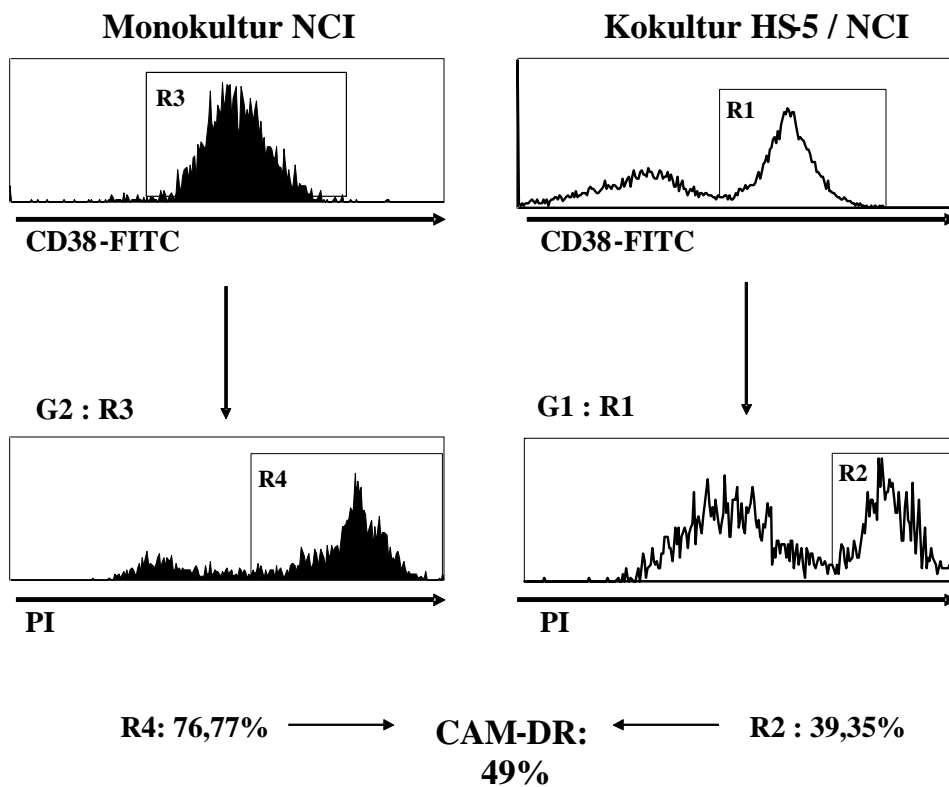 Monokultur NCI
Kokultur HS-5 / NCI
R3
R1
CD38-FITC
CD38-FITC
G2 : R3
G1 : R1
R4
R2
PI
PI
R4: 76,77%
CAM-DR:
49%
R2 : 39,35%